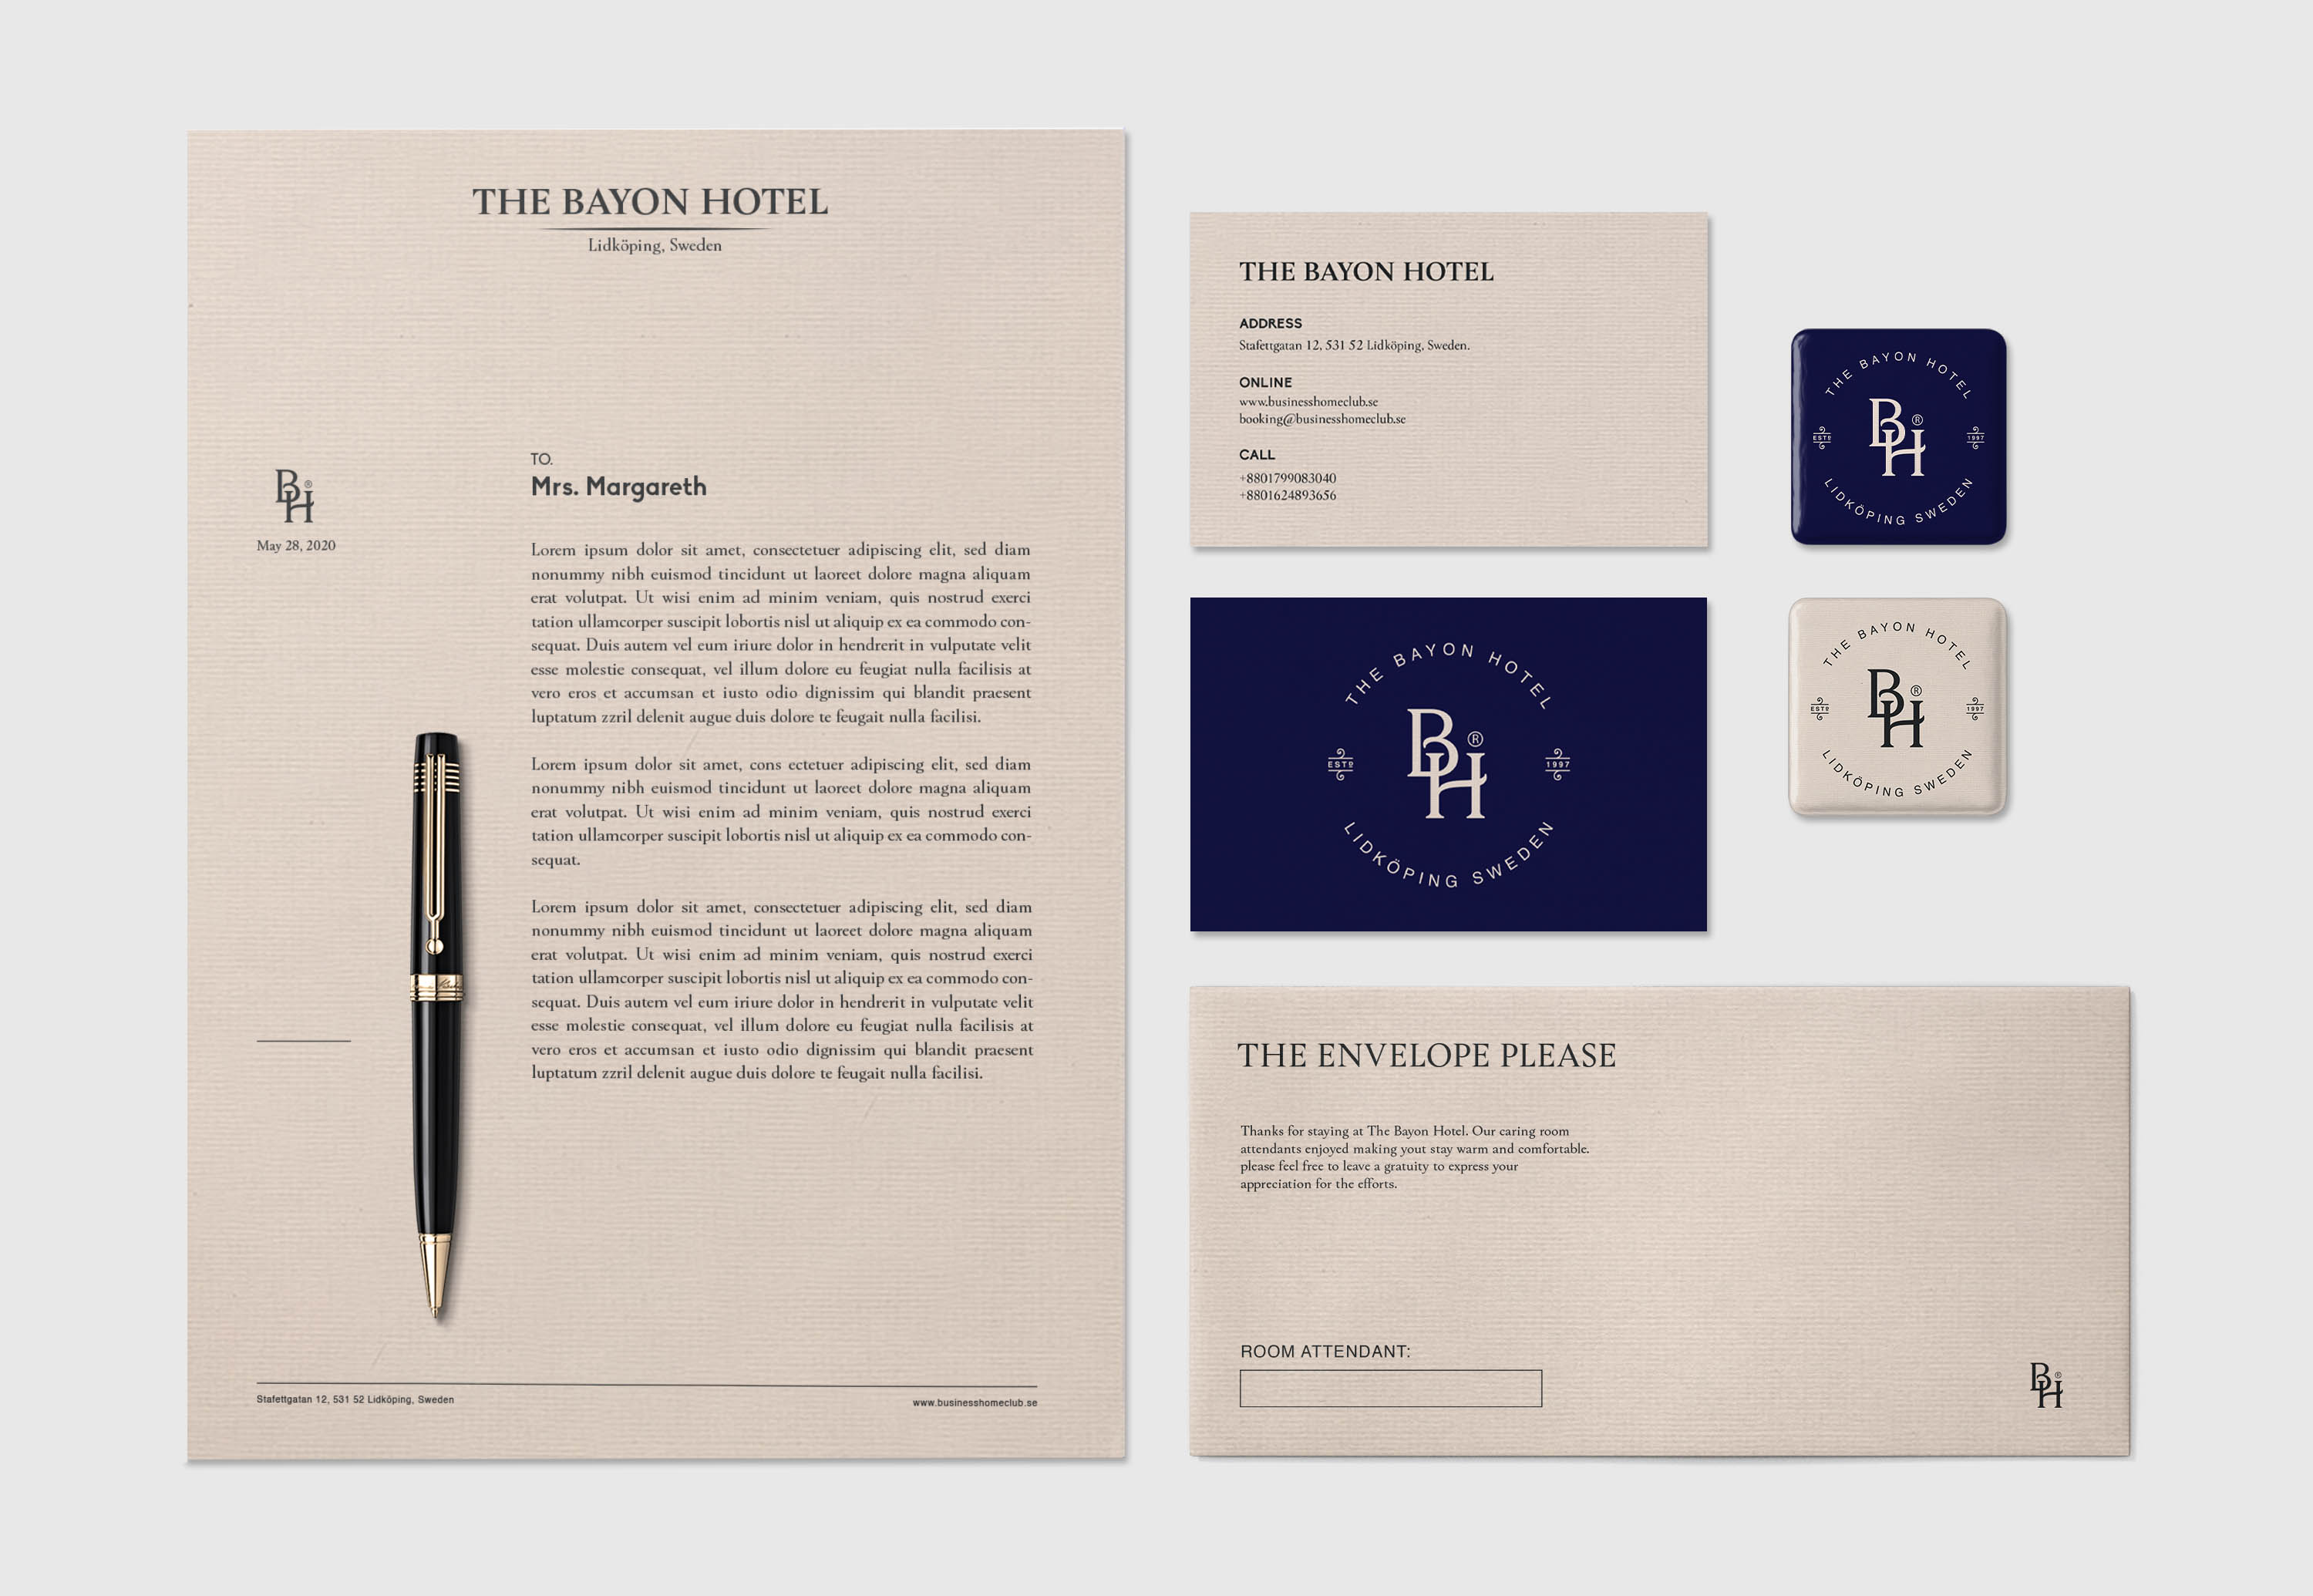 THE BAYON HOTEL
Lidköping, Sweden
BH®
May 28, 2020
TO.
Mrs. Margareth
Lorem ipsum dolor sit amet, consectetuer adipiscing elit, sed diam
nonummy nibh euismod tincidunt ut laoreet dolore magna aliquam
erat volutpat. Ut wisi enim ad minim veniam, quis nostrud exerci
tation ullamcorper suscipit lobortis nisl ut aliquip ex ea commodo con-
sequat. Duis autem vel eum iriure dolor in hendrerit in vulputate velit
esse molestie consequat, vel illum dolore eu feugiat nulla facilisis at
vero eros et accumsan et iusto odio dignissim qui blandit praesent
luptatum zzril delenit augue duis dolore te feugait nulla facilisi.
Lorem ipsum dolor sit amet, cons ectetuer adipiscing elit, sed diam
nonummy nibh euismod tincidunt ut laoreet dolore magna aliquam
erat volutpat. Ut wisi enim ad minim veniam, quis nostrud exerci
tation ullamcorper suscipit lobortis nisl ut aliquip ex ea commodo con-
sequat.
Lorem ipsum dolor sit amet, consectetuer adipiscing elit, sed diam
nonummy nibh euismod tincidunt ut laoreet dolore magna aliquam
erat volutpat. Ut wisi enim ad minim veniam, quis nostrud exerci
tation ullamcorper suscipit lobortis nisl ut aliquip ex ea commodo con-
sequat. Duis autem vel eum iriure dolor in hendrerit in vulputate velit
esse molestie consequat, vel illum dolore eu feugiat nulla facilisis at
vero eros et accumsan et iusto odio dignissim qui blandit praesent
luptatum zzril delenit augue duis dolore te feugait nulla facilisi.
Stafettgatan 12, 531 52 Lidköping, Sweden
www.businesshomeclub.se
THE BAYON HOTEL
ADDRESS
Stafettgatan 12, 531 52 Lidköping, Sweden.
ONLINE
www.businesshomeclub.se
booking@businesshomeclub.se
CALL
+8801799083040
+8801624893656
THE BAYON HOTEL
BH®
ESTD
1997
LIDKÖPING SWEDEN
THE BAYON HOTEL
BH®
ESTD
1997
LIDKÖPING SWEDEN
THE BAYON HOTEL
BH®
ESTD
1997
LIDKÖPING SWEDEN
THE ENVELOPE PLEASE
Thanks for staying at The Bayon Hotel. Our caring room
attendants enjoyed making yout stay warm and comfortable.
please feel free to leave a gratuity to express your
appreciation for the efforts.
ROOM ATTENDANT:
BH®